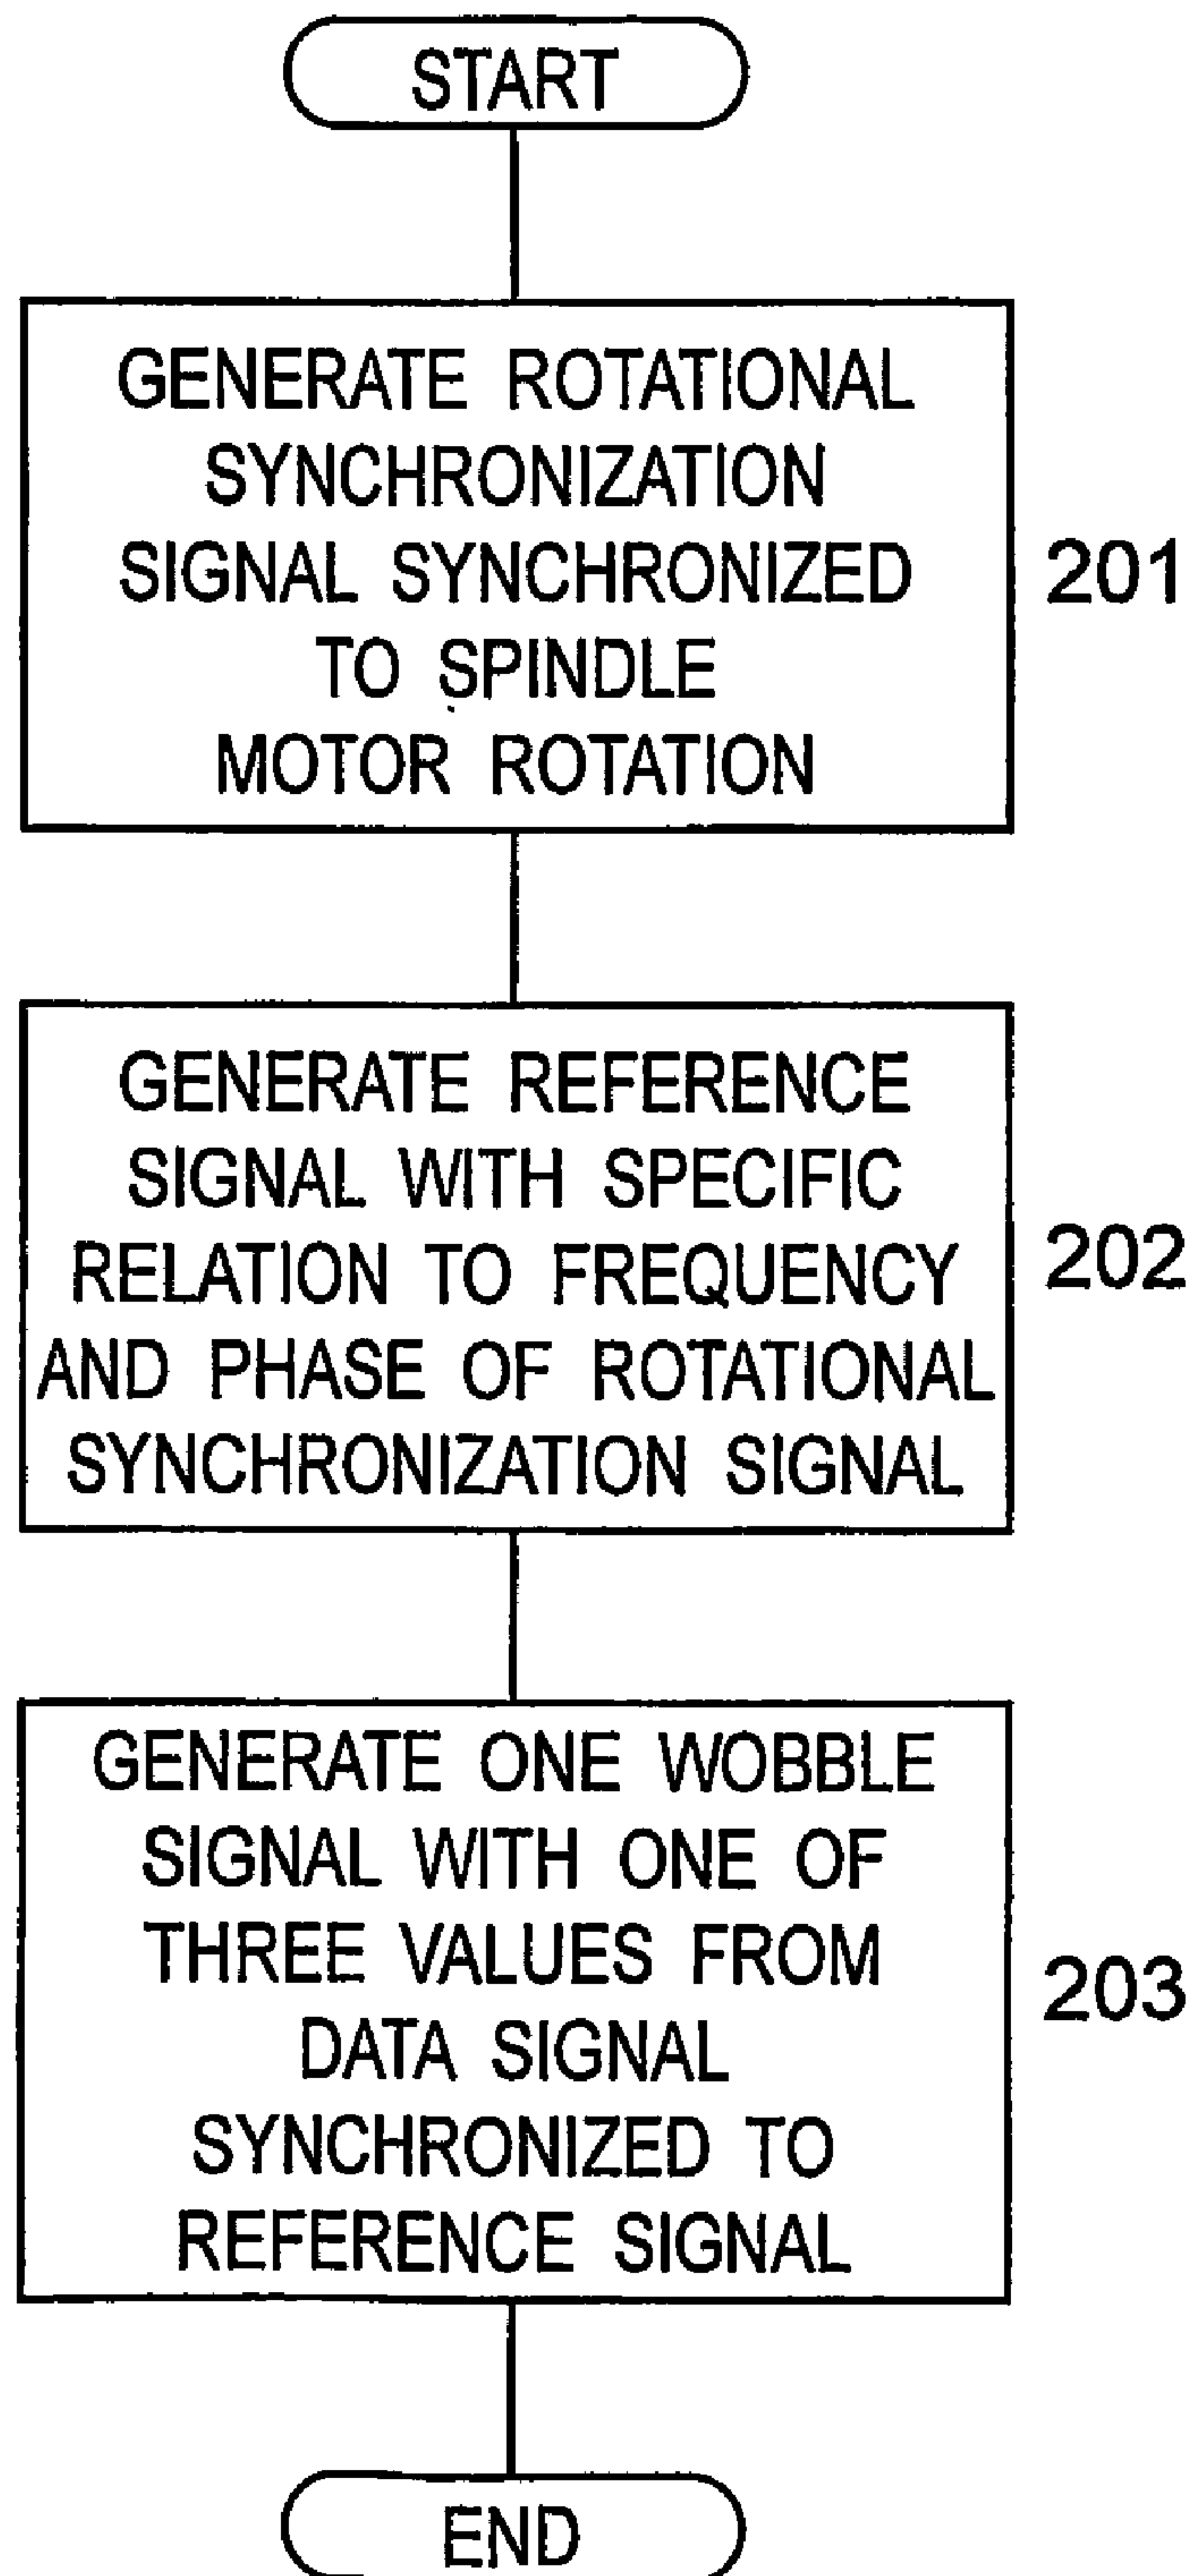 START
GENERATE ROTATIONAL
SYNCHRONIZATION
SIGNAL SYNCHRONIZED
TO SPINDLE
MOTOR ROTATION
201
GENERATE REFERENCE
SIGNAL WITH SPECIFIC
RELATION TO FREQUENCY
AND PHASE OF ROTATIONAL
SYNCHRONIZATION SIGNAL
202
GENERATE ONE WOBBLE
SIGNAL WITH ONE OF
THREE VALUES FROM
DATA SIGNAL
SYNCHRONIZED TO
REFERENCE SIGNAL
203
END